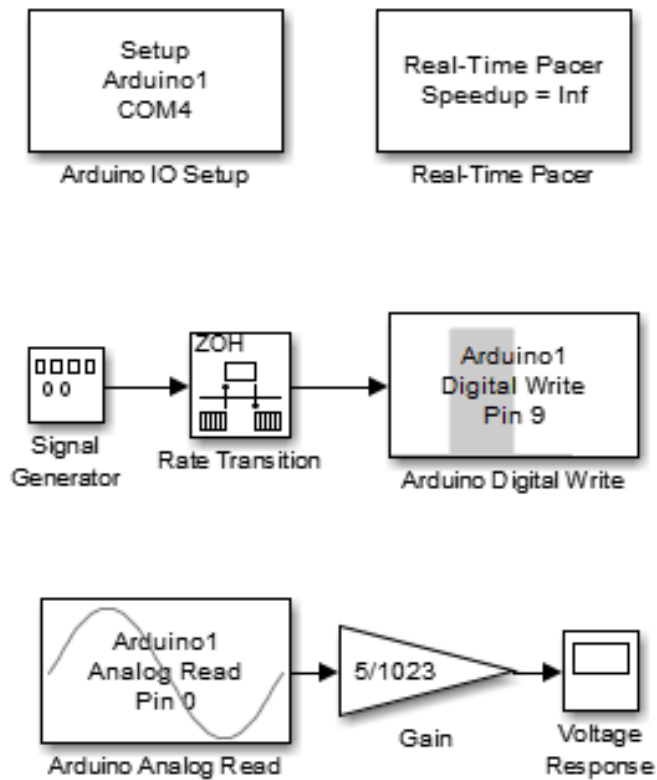 Setup
Arduino1
COM4
Arduino IO Setup
Real-Time Pacer
Speedup = Inf
Real-Time Pacer
Signal
Generator
ZOH
Rate Transition
Arduino1
Digital Write
Pin 9
Arduino Digital Write
Arduino1
Analog Read
Pin 0
Arduino Analog Read
5/1023
Gain
Voltage
Response